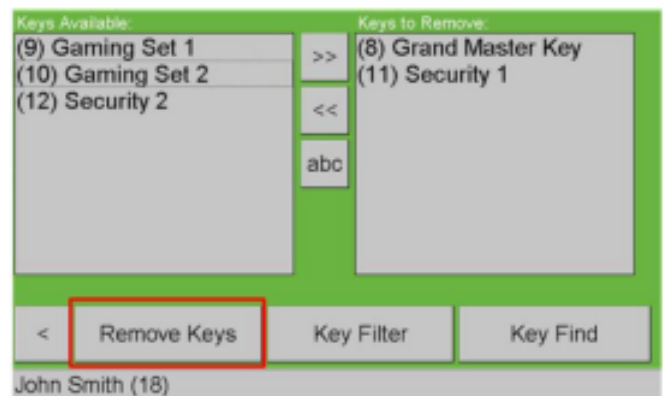 Keys Available:
(9) Gaming Set 1
(10) Gaming Set 2
(12) Security 2
>>
<<
abc
Keys to Remove:
(8) Grand Master Key
(11) Security 1
<
Remove Keys
Key Filter
Key Find
John Smith (18)